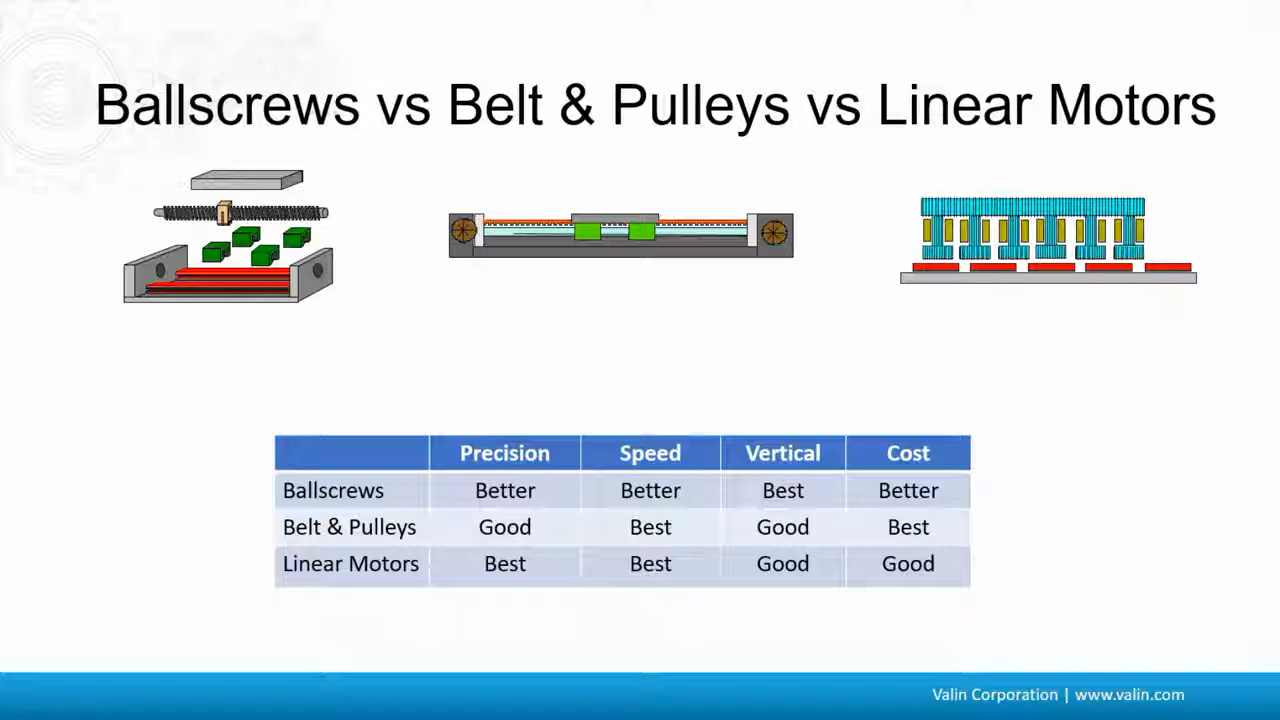 Ballscrews vs Belt & Pulleys vs Linear Motors
Precision Speed Vertical Cost
Ballscrews Better Better Best Better
Belt & Pulleys Good Best Good Best
Linear Motors Best Best Good Good
Valin Corporation | www.valin.com